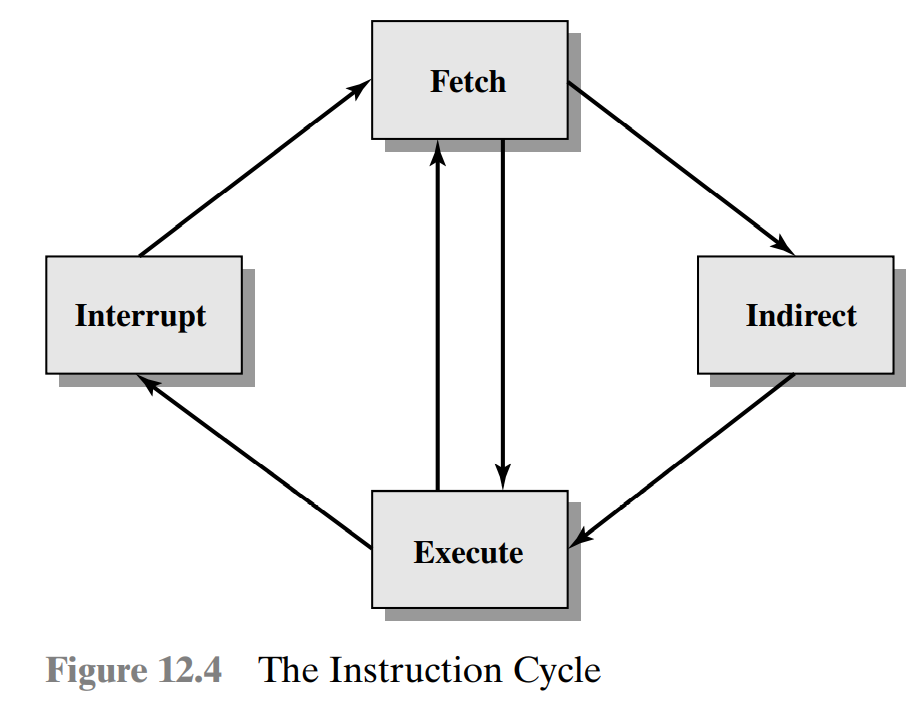 Fetch
Interrupt
Indirect
Execute
Figure 12.4 The Instruction Cycle